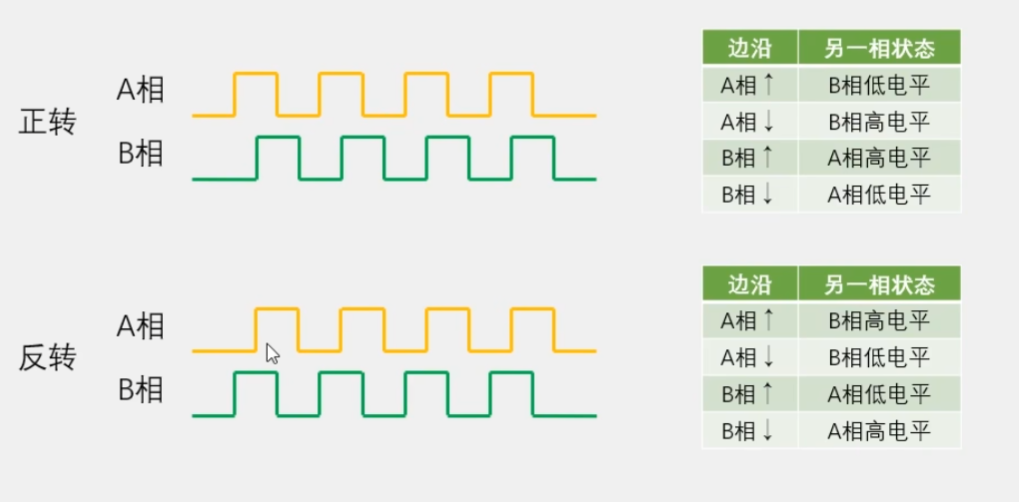 A相
正转
B相
边沿 另一相状态
A相↑ B相低电平
A相↓ B相高电平
B相↑ A相高电平
B相↓ A相低电平
A相
反转
B相
边沿 另一相状态
A相↑ B相高电平
A相↓ B相低电平
B相↑ A相低电平
B相↓ A相高电平